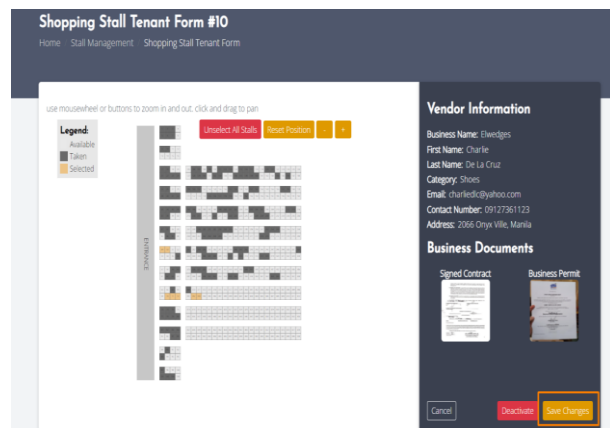 Shopping Stall Tenant Form #10
Home Stall Management Shopping Stall Tenant Form
use mousewheel or buttons to zoom in and out. click and drag to pan
Legend:
Available
Taken
Selected
Unselect All Stalls Reset Position - +
ENTRANCE
Vendor Information
Business Name: Elwedges
First Name: Charlie
Last Name: De La Cruz
Category: Shoes
Email: charliedlc@yahoo.com
Contact Number: 09127361123
Address: 2066 Onyx Ville, Manila
Business Documents
Signed Contract Business Permit
Cancel Deactivate Save Changes